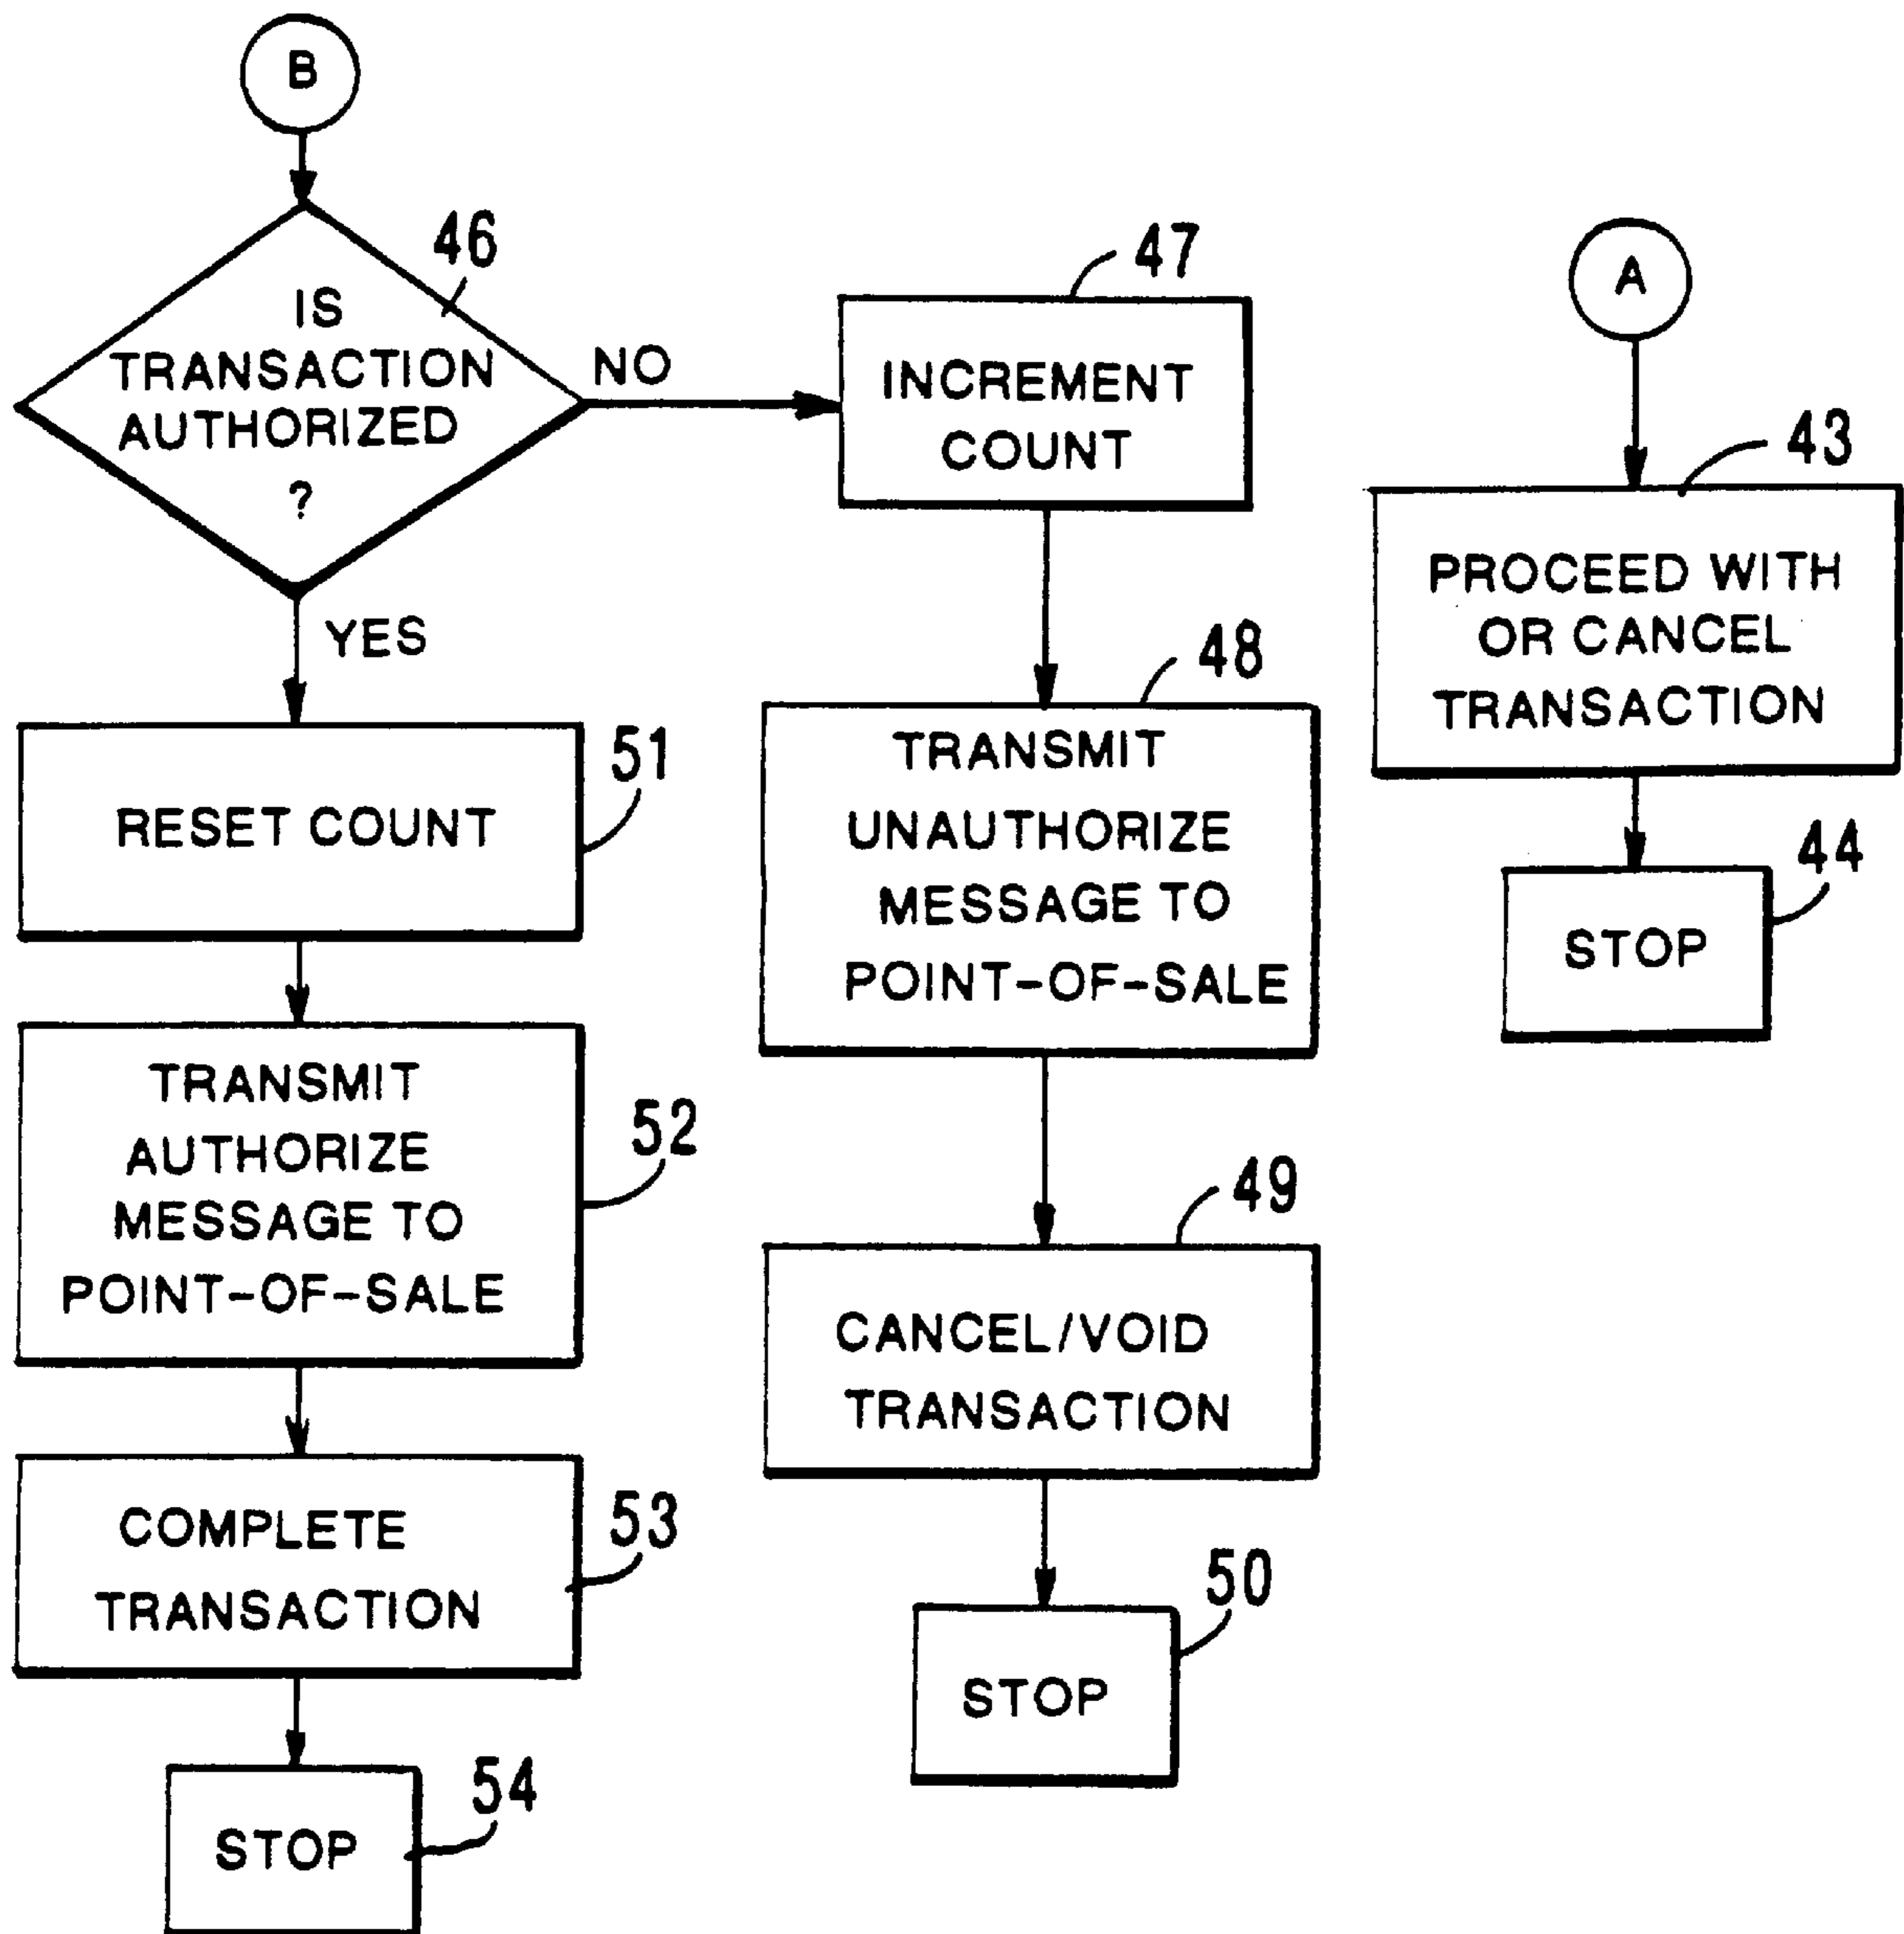 B
46
IS
TRANSACTION
AUTHORIZED
?
NO
YES
51
RESET COUNT
52
TRANSMIT
AUTHORIZE
MESSAGE TO
POINT-OF-SALE
53
COMPLETE
TRANSACTION
54
STOP
47
INCREMENT
COUNT
48
TRANSMIT
UNAUTHORIZE
MESSAGE TO
POINT-OF-SALE
49
CANCEL/VOID
TRANSACTION
50
STOP
A
43
PROCEED WITH
OR CANCEL
TRANSACTION
44
STOP